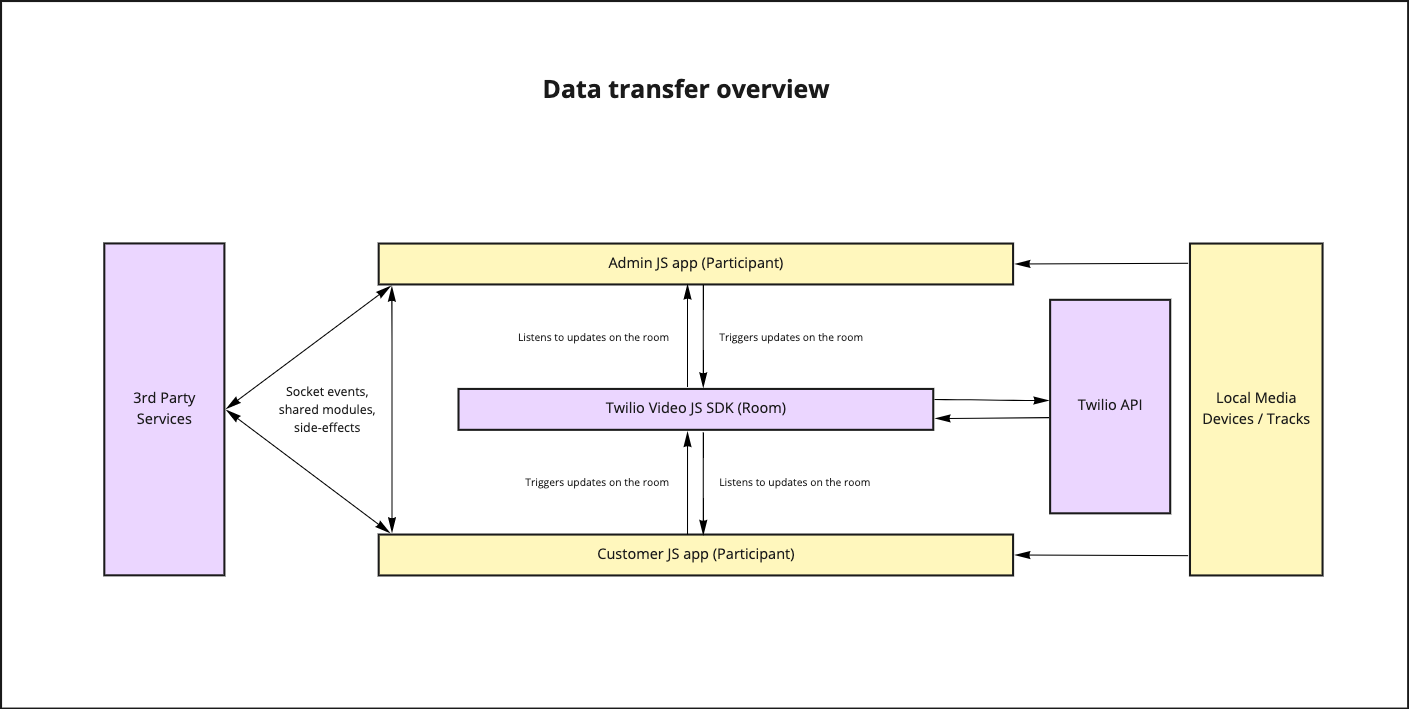 Data transfer overview
Admin JS app (Participant)
Listens to updates on the room
Triggers updates on the room
3rd Party
Services
Socket events,
shared modules,
side-effects
Twilio Video JS SDK (Room)
Twilio API
Local Media
Devices / Tracks
Triggers updates on the room
Listens to updates on the room
Customer JS app (Participant)